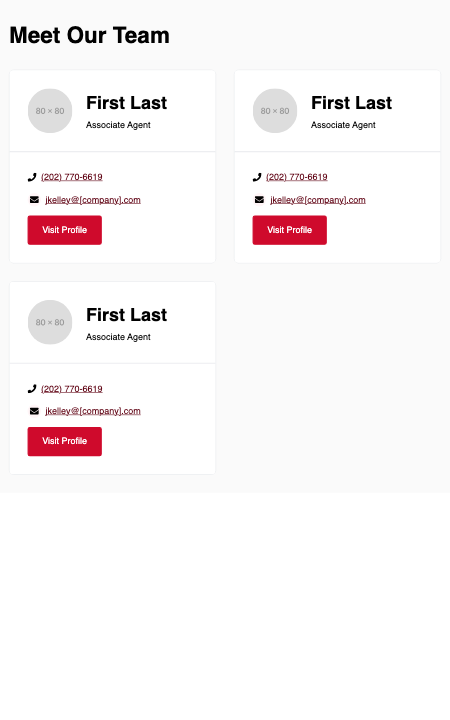 Meet Our Team
80 × 80
First Last
Associate Agent
(202) 770-6619
jkelley@[company].com
Visit Profile
80 × 80
First Last
Associate Agent
(202) 770-6619
jkelley@[company].com
Visit Profile
80 × 80
First Last
Associate Agent
(202) 770-6619
jkelley@[company].com
Visit Profile